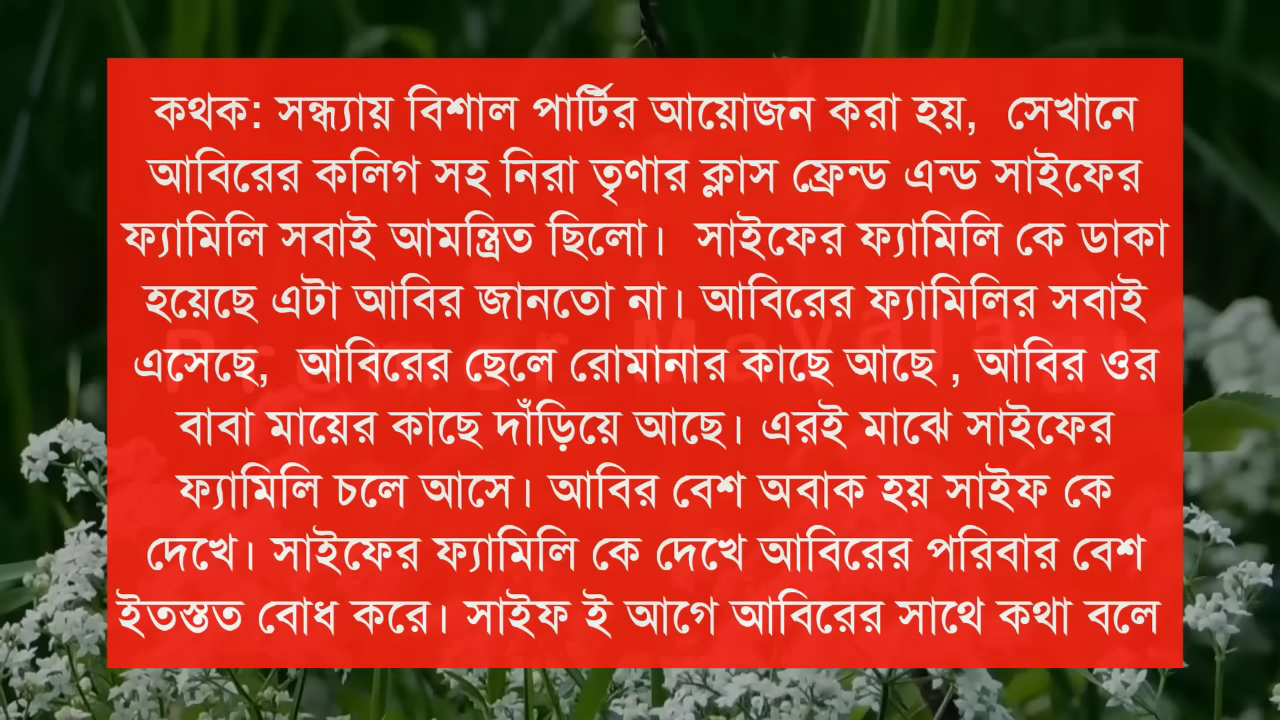 কথক: সন্ধ্যায় বিশাল পার্টির আয়োজন করা হয়, সেখানে
আবিরের কলিগ সহ নিরা তৃণার ক্লাস ফ্রেন্ড এন্ড সাইফের
ফ্যামিলি সবাই আমন্ত্রিত ছিলো। সাইফের ফ্যামিলি কে ডাকা
হয়েছে এটা আবির জানতো না। আবিরের ফ্যামিলির সবাই
এসেছে, আবিরের ছেলে রোমানার কাছে আছে , আবির ওর
বাবা মায়ের কাছে দাঁড়িয়ে আছে। এরই মাঝে সাইফের
ফ্যামিলি চলে আসে। আবির বেশ অবাক হয় সাইফ কে
দেখে। সাইফের ফ্যামিলি কে দেখে আবিরের পরিবার বেশ
ইতস্তত বোধ করে। সাইফ ই আগে আবিরের সাথে কথা বলে